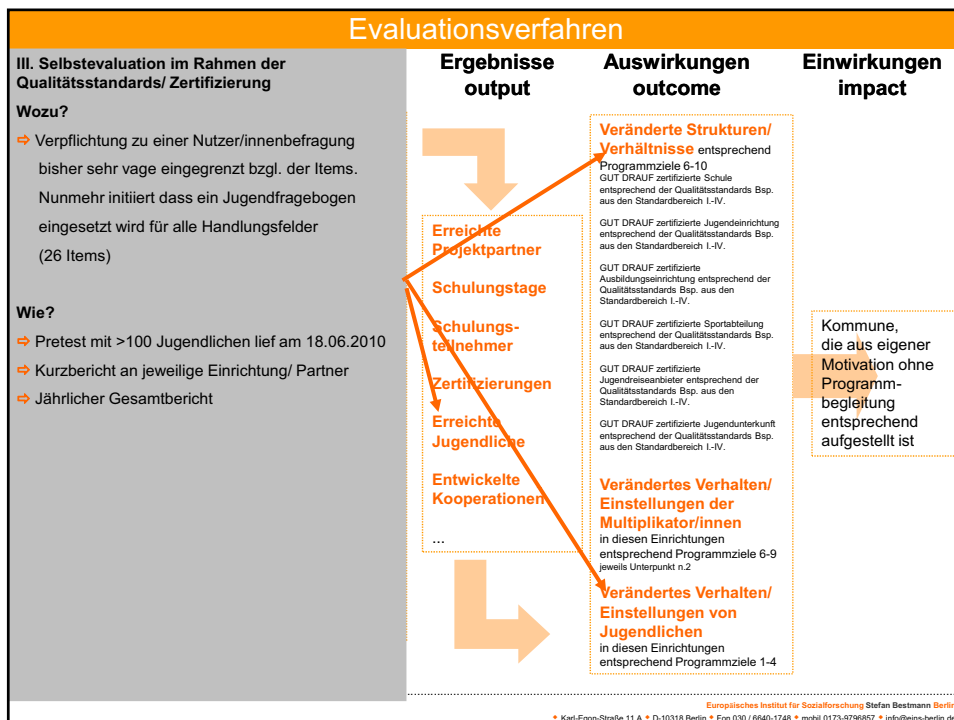 Evaluationsverfahren
III. Selbstevaluation im Rahmen der
Qualitätsstandards/ Zertifizierung
Wozu?
⇨ Verpflichtung zu einer Nutzer/innenbefragung
bisher sehr vage eingegrenzt bzgl. der Items.
Nunmehr initiiert dass ein Jugendfragebogen
eingesetzt wird für alle Handlungsfelder
(26 Items)
Wie?
⇨ Pretest mit >100 Jugendlichen lief am 18.06.2010
⇨ Kurzbericht an jeweilige Einrichtung/ Partner
⇨ Jährlicher Gesamtbericht
Ergebnisse
output
Erreichte
Projektpartner
Schulungstage
Schulungs-
teilnehmer
Zertifizierungen
Erreichte
Jugendliche
Entwickelte
Kooperationen
...
Auswirkungen
outcome
Veränderte Strukturen/
Verhältnisse entsprechend
Programmziele 6-10
GUT DRAUF zertifizierte Schule
entsprechend der Qualitätsstandards Bsp.
aus den Standardbereich I.-IV.
GUT DRAUF zertifizierte Jugendeinrichtung
entsprechend der Qualitätsstandards Bsp.
aus den Standardbereich I.-IV.
GUT DRAUF zertifizierte
Ausbildungseinrichtung entsprechend der
Qualitätsstandards Bsp. aus den
Standardbereich I.-IV.
GUT DRAUF zertifizierte Sportabteilung
entsprechend der Qualitätsstandards Bsp.
aus den Standardbereich I.-IV.
GUT DRAUF zertifizierte
Jugendreiseanbieter entsprechend der
Qualitätsstandards Bsp. aus den
Standardbereich I.-IV.
GUT DRAUF zertifizierte Jugendunterkunft
entsprechend der Qualitätsstandards Bsp.
aus den Standardbereich I.-IV.
Verändertes Verhalten/
Einstellungen der
Multiplikator/innen
in diesen Einrichtungen
entsprechend Programmziele 6-9
jeweils Unterpunkt n.2
Verändertes Verhalten/
Einstellungen von
Jugendlichen
in diesen Einrichtungen
entsprechend Programmziele 1-4
Einwirkungen
impact
Kommune,
die aus eigener
Motivation ohne
Programm-
begleitung
entsprechend
aufgestellt ist
Europäisches Institut für Sozialforschung Stefan Bestmann Berlin
Karl-Egon-Straße 11 A ♦ D-10318 Berlin ♦ Fon 030 / 6640-1748 ♦ mobil 0173-9796857 ♦ info@eins-berlin.de